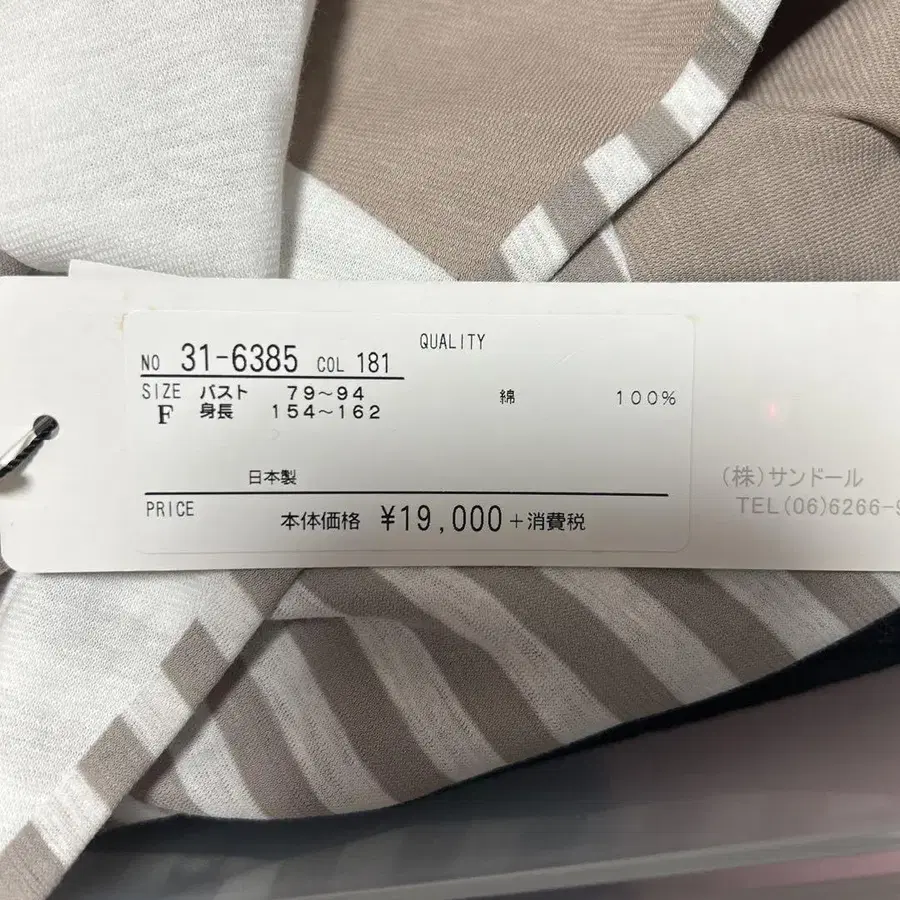 NO 31-6385 COL 181
QUALITY
SIZE バスト 79~94
F 身長 154~162
綿 100%
日本製
PRICE 本体価格 ¥19,000+消費税
(株)サンドール
TEL(06)6266-9